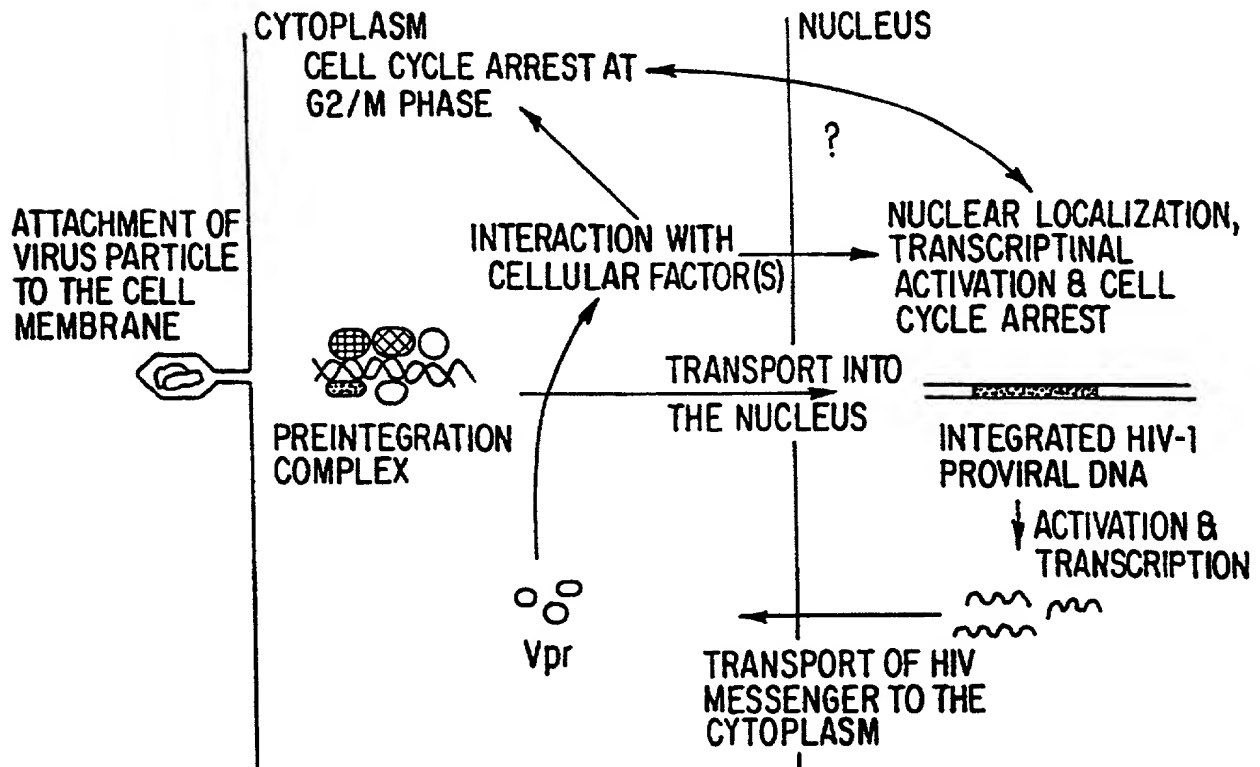 CYTOPLASM
NUCLEUS
CELL CYCLE ARREST AT
G2/M PHASE
?
ATTACHMENT OF
VIRUS PARTICLE
TO THE CELL
MEMBRANE
INTERACTION WITH
CELLULAR FACTOR(S)
NUCLEAR LOCALIZATION,
TRANSCRIPTINAL
ACTIVATION & CELL
CYCLE ARREST
PREINTEGRATION
COMPLEX
TRANSPORT INTO
THE NUCLEUS
INTEGRATED HIV-1
PROVIRAL DNA
ACTIVATION &
TRANSCRIPTION
Vpr
TRANSPORT OF HIV
MESSENGER TO THE
CYTOPLASM